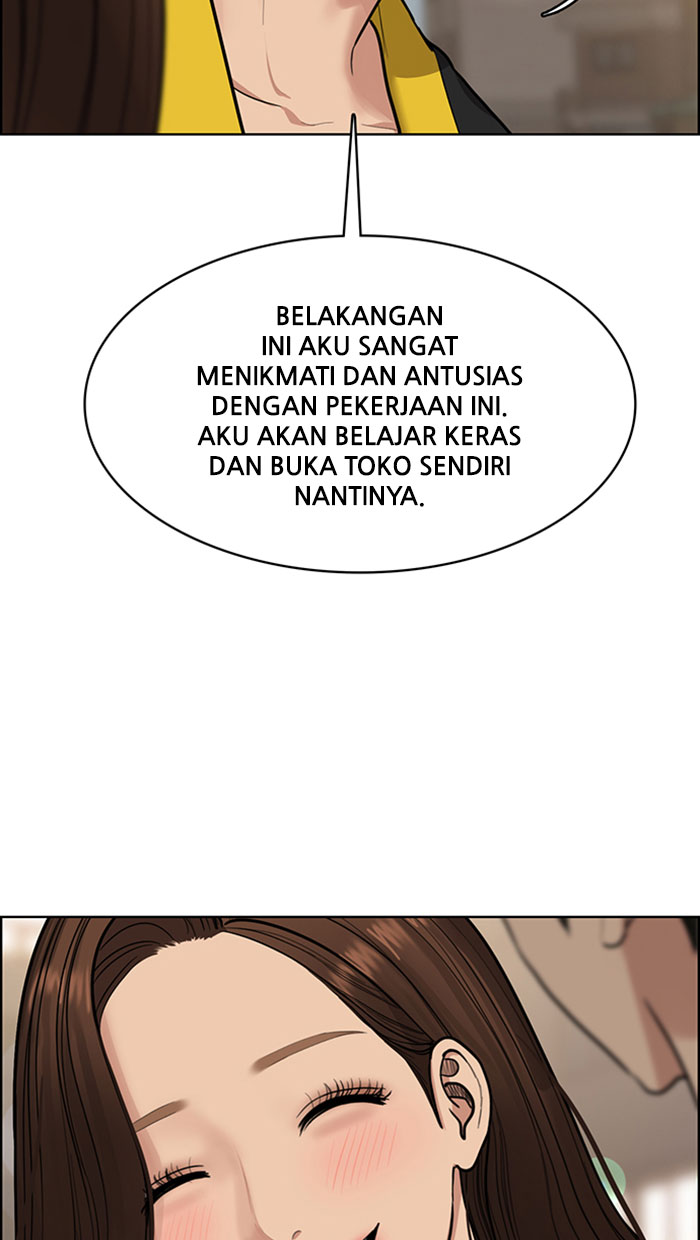 BELAKANGAN
INI AKU SANGAT
MENIKMATI DAN ANTUSIAS
DENGAN PEKERJAAN INI.
AKU AKAN BELAJAR KERAS
DAN BUKA TOKO SENDIRI
NANTINYA.